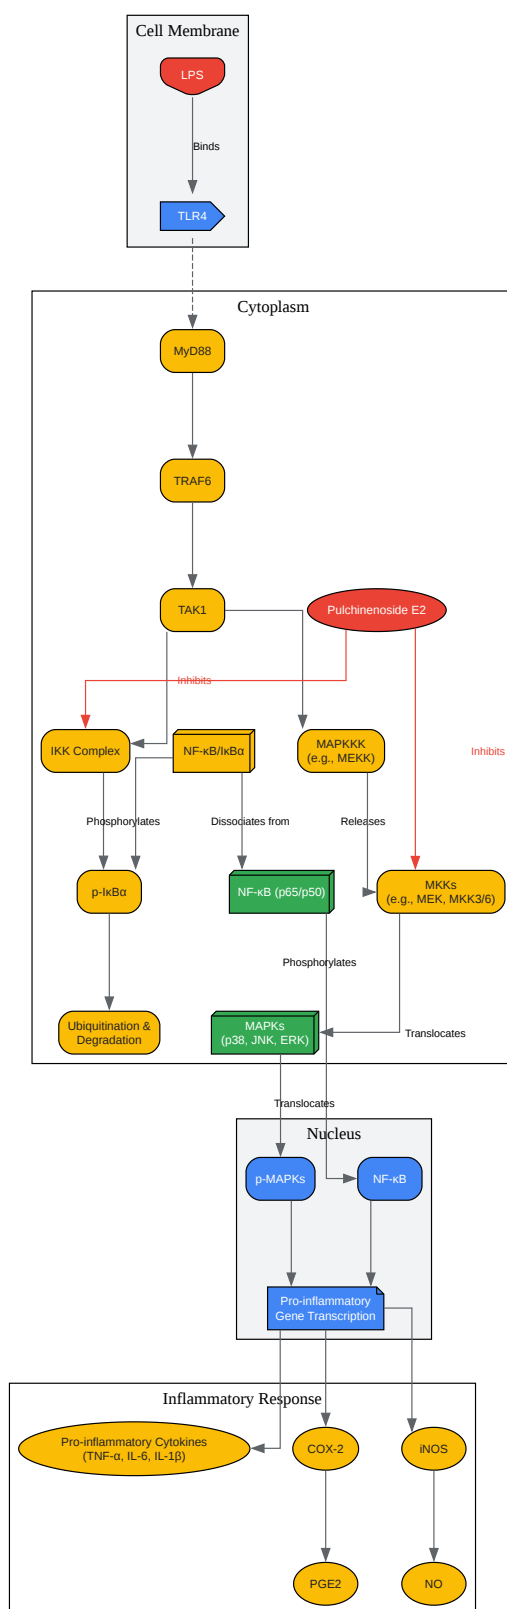 Cell Membrane
LPS
Binds
TLR4
Cytoplasm
MyD88
TRAF6
TAK1
Pulchinenoside E2
Inhibits
IKK Complex
NF-κB/IκBα
MAPKKK
(e.g., MEKK)
Inhibits
Phosphorylates
Dissociates from
Releases
p-IκBα
NF-κB (p65/p50)
MKKs
(e.g., MEK, MKK3/6)
Phosphorylates
Ubiquitination &
Degradation
MAPKs
(p38, JNK, ERK)
Translocates
Translocates
Nucleus
p-MAPKs
NF-κB
Pro-inflammatory
Gene Transcription
Inflammatory Response
Pro-inflammatory Cytokines
(TNF-α, IL-6, IL-1β)
COX-2
iNOS
PGE2
NO